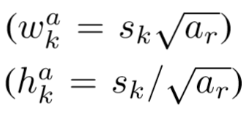 (w_k^a = s_k√a_r)
(h_k^a = s_k/√a_r)